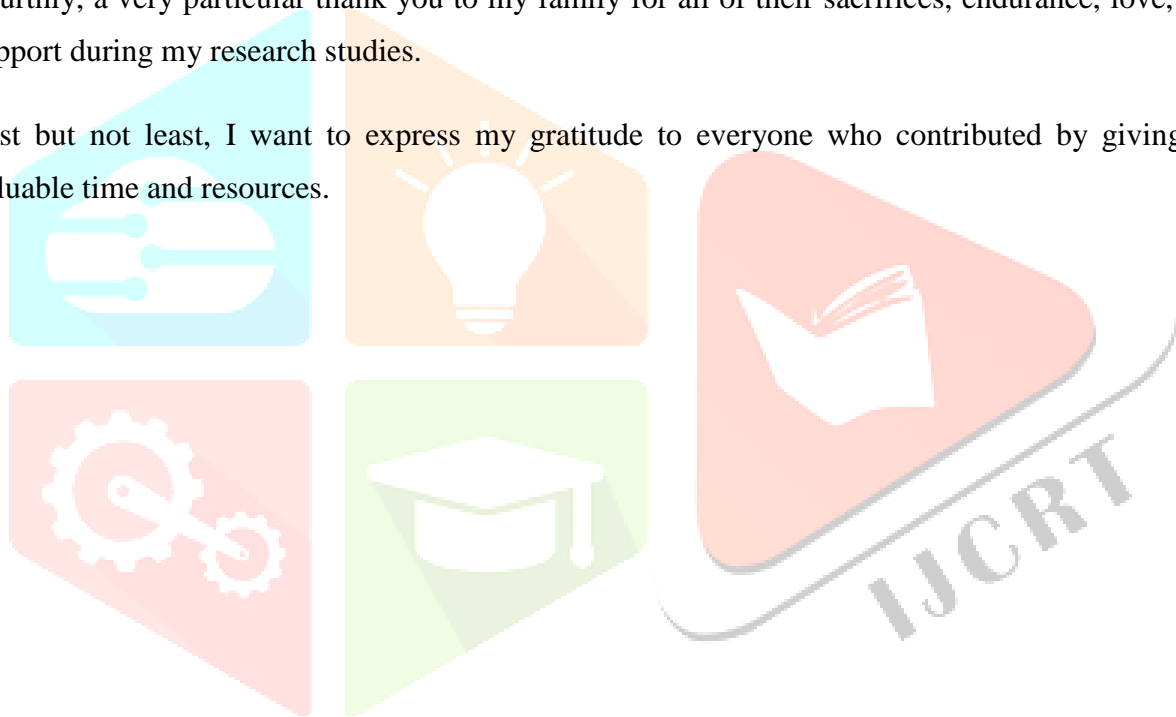 urthly, a very particular thank you to my family for all of their sacrifices, endurance, love,
pport during my research studies.
st but not least, I want to express my gratitude to everyone who contributed by giving
luable time and resources.
IJCRT